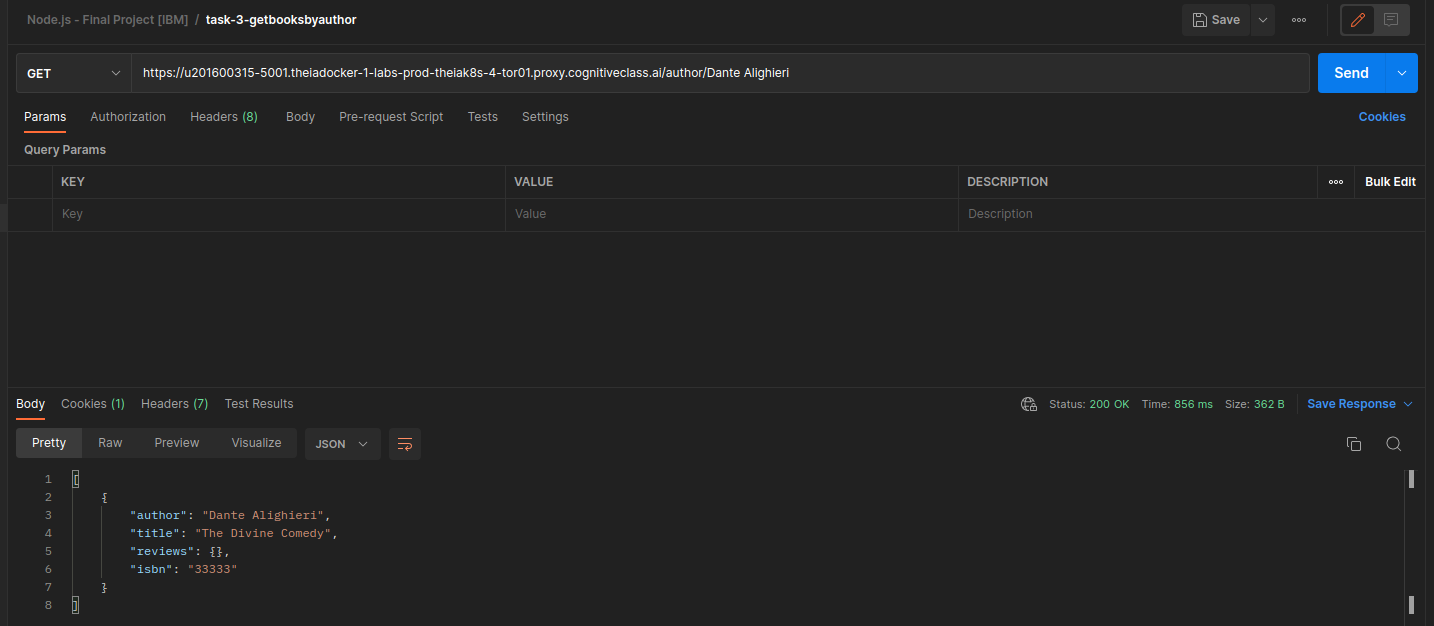 Node.js - Final Project [IBM] / task-3-getbooksbyauthor Save
GET https://u201600315-5001.theiadocker-1-labs-prod-theiak8s-4-tor01.proxy.cognitiveclass.ai/author/Dante Alighieri Send
Params Authorization Headers (8) Body Pre-request Script Tests Settings Cookies
Query Params
KEY VALUE DESCRIPTION Bulk Edit
Key Value Description
Body Cookies (1) Headers (7) Test Results Status: 200 OK Time: 856 ms Size: 362 B Save Response
Pretty Raw Preview Visualize JSON
1 [
2 {
3 "author": "Dante Alighieri",
4 "title": "The Divine Comedy",
5 "reviews": {},
6 "isbn": "33333"
7 }
8 ]